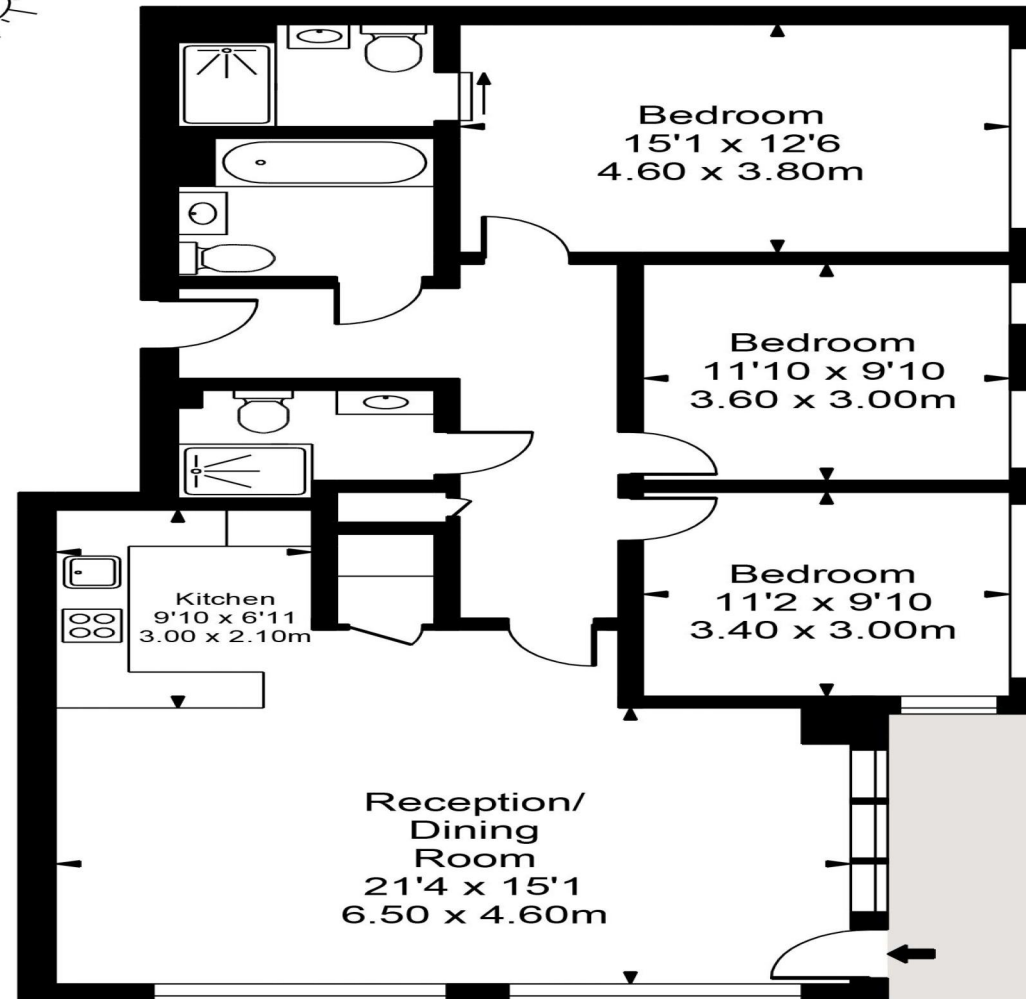 Bedroom
15'1 x 12'6
4.60 x 3.80m
Bedroom
11'10 x 9'10
3.60 x 3.00m
Kitchen
9'10 x 6'11
3.00 x 2.10m
Bedroom
11'2 x 9'10
3.40 x 3.00m
Reception/
Dining
Room
21'4 x 15'1
6.50 x 4.60m